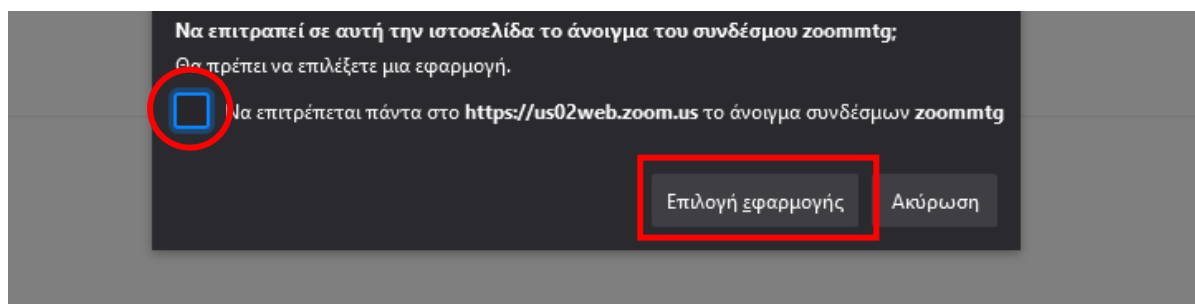 Να επιτραπεί σε αυτή την ιστοσελίδα το άνοιγμα του συνδέσμου zoommtg;
Θα πρέπει να επιλέξετε μια εφαρμογή.
Να επιτρέπεται πάντα στο https://us02web.zoom.us το άνοιγμα συνδέσμων zoommtg
Επιλογή εφαρμογής Ακύρωση